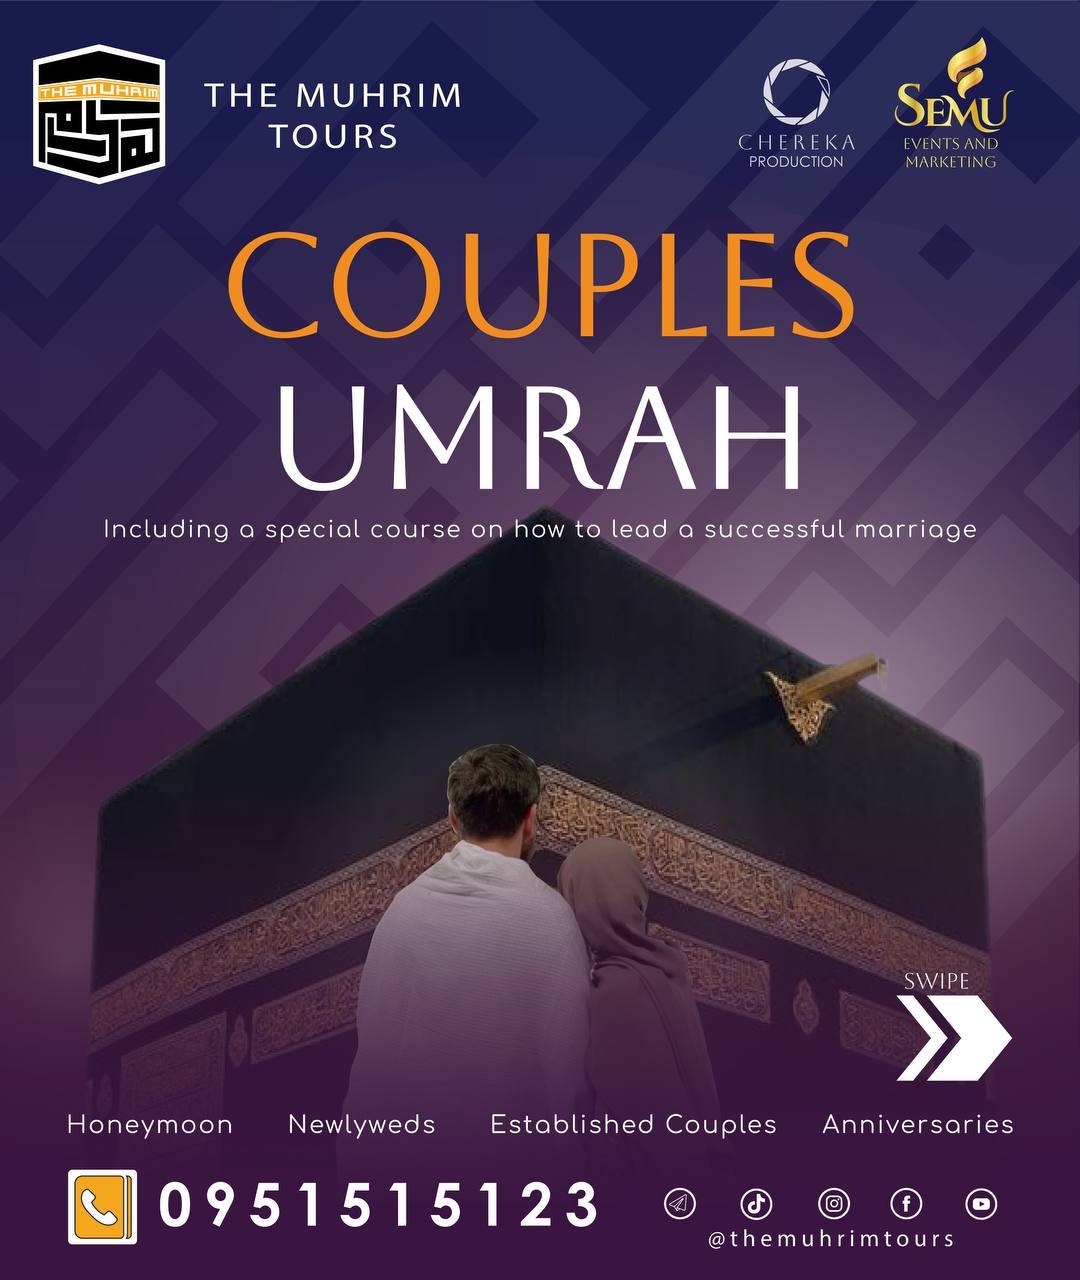 THE MUHRIM
THE MUHRIM
TOURS
CHEREKA
PRODUCTION
SEMU
EVENTS AND
MARKETING
COUPLES
UMRAH
Including a special course on how to lead a successful marriage
SWIPE
Honeymoon Newlyweds Established Couples Anniversaries
0951515123
@themuhrimtours